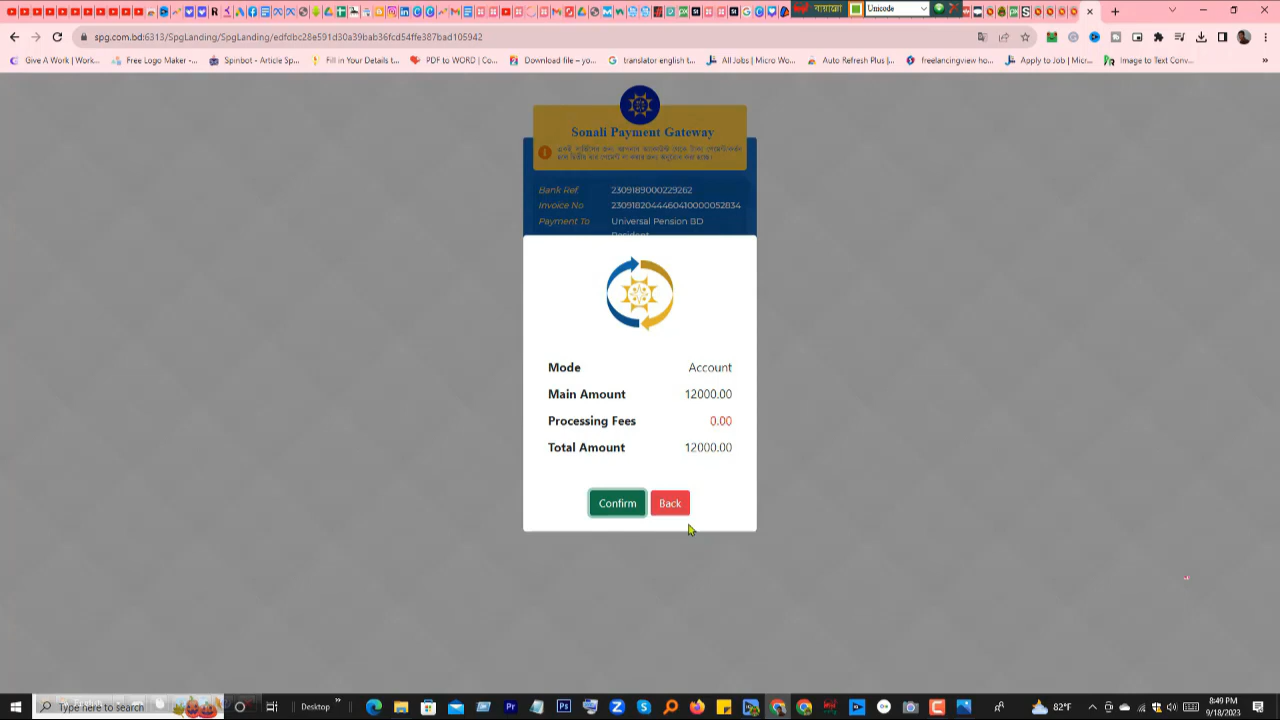 বায়ান্নো
Unicode
spg.com.bd:6313/SpgLanding/SpgLanding/edfdbc28e591d30a39bab36fcd54ffe387bad105942
Give A Work | Work...
Free Logo Maker -...
Spinbot - Article Sp...
Fill in Your Details t...
PDF to WORD | Co...
Download file – yo...
translator english t...
All Jobs | Micro Wo...
Auto Refresh Plus |...
freelancingview ho...
Apply to Job | Micr...
Image to Text Conv...
Sonali Payment Gateway
Bank Ref. 2309189000229262
Invoice No 2309182044460410000052834
Payment To Universal Pension BD
Resident
Mode Account
Main Amount 12000.00
Processing Fees 0.00
Total Amount 12000.00
Confirm Back
Type here to search
Desktop
82°F
8:49 PM
9/18/2023